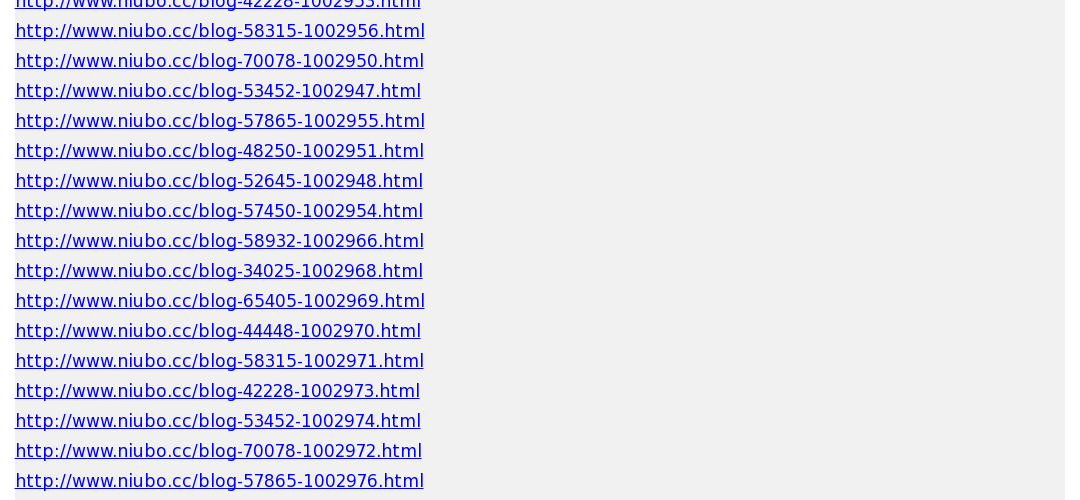 http://www.niubo.cc/blog-42228-1002953.html
http://www.niubo.cc/blog-58315-1002956.html
http://www.niubo.cc/blog-70078-1002950.html
http://www.niubo.cc/blog-53452-1002947.html
http://www.niubo.cc/blog-57865-1002955.html
http://www.niubo.cc/blog-48250-1002951.html
http://www.niubo.cc/blog-52645-1002948.html
http://www.niubo.cc/blog-57450-1002954.html
http://www.niubo.cc/blog-58932-1002966.html
http://www.niubo.cc/blog-34025-1002968.html
http://www.niubo.cc/blog-65405-1002969.html
http://www.niubo.cc/blog-44448-1002970.html
http://www.niubo.cc/blog-58315-1002971.html
http://www.niubo.cc/blog-42228-1002973.html
http://www.niubo.cc/blog-53452-1002974.html
http://www.niubo.cc/blog-70078-1002972.html
http://www.niubo.cc/blog-57865-1002976.html